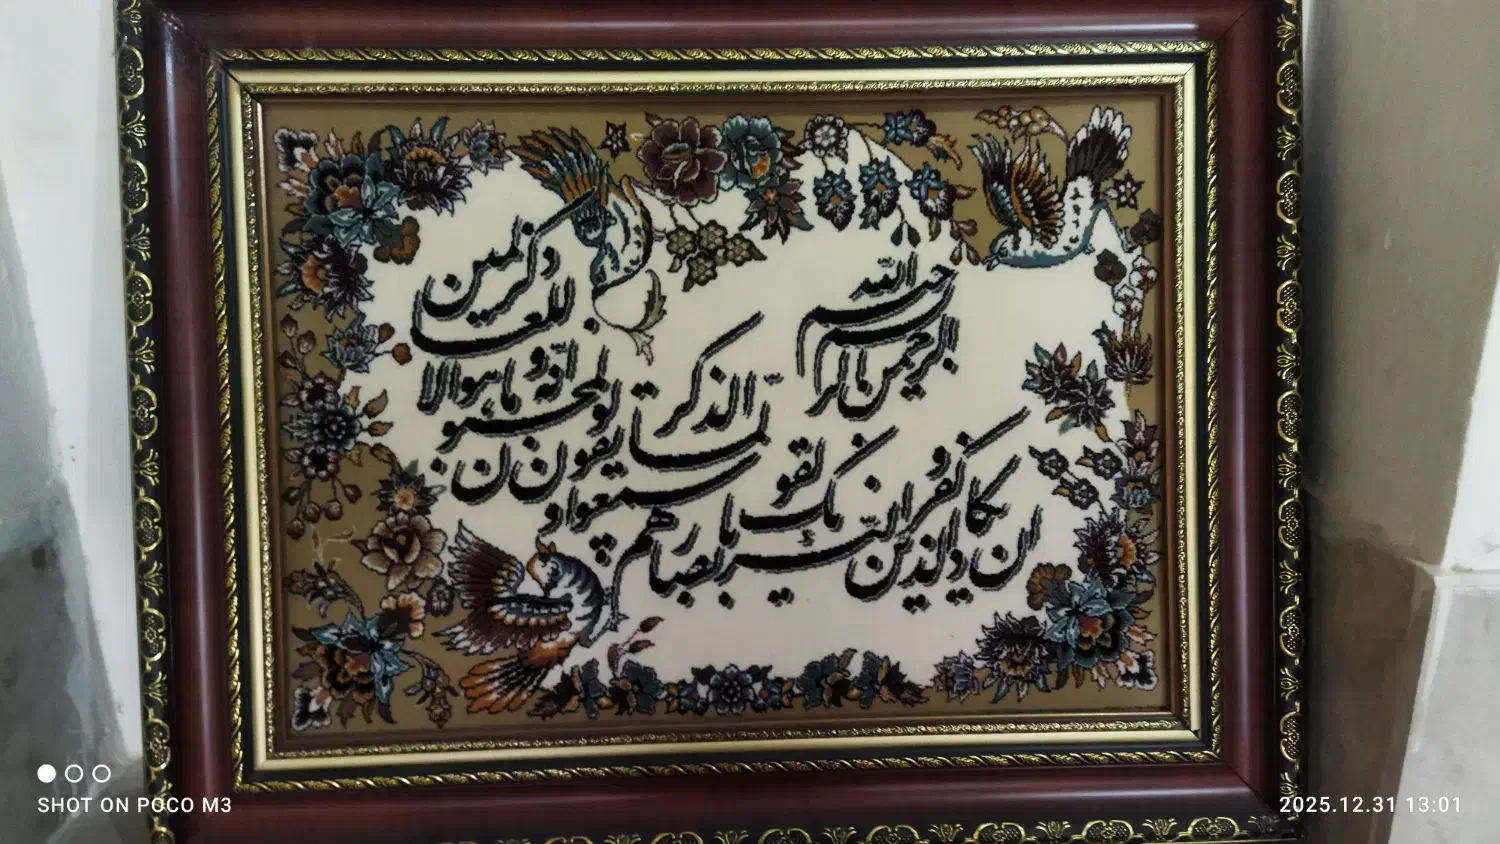 بسم الله الرحمن الرحیم
و ان یکاد الذین کفروا لیزلقونک بابصارهم
لما سمعوا الذکر و یقولون انه لمجنون
و ما هو الا ذکر للعالمین
SHOT ON POCO M3
2025.12.31 13:01